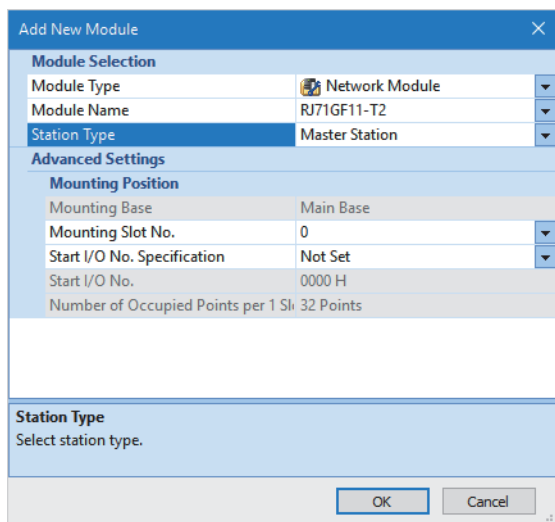 Add New Module
Module Selection
Module Type Network Module
Module Name RJ71GF11-T2
Station Type Master Station
Advanced Settings
Mounting Position
Mounting Base Main Base
Mounting Slot No. 0
Start I/O No. Specification Not Set
Start I/O No. 0000 H
Number of Occupied Points per 1 Sl 32 Points
Station Type
Select station type.
OK Cancel